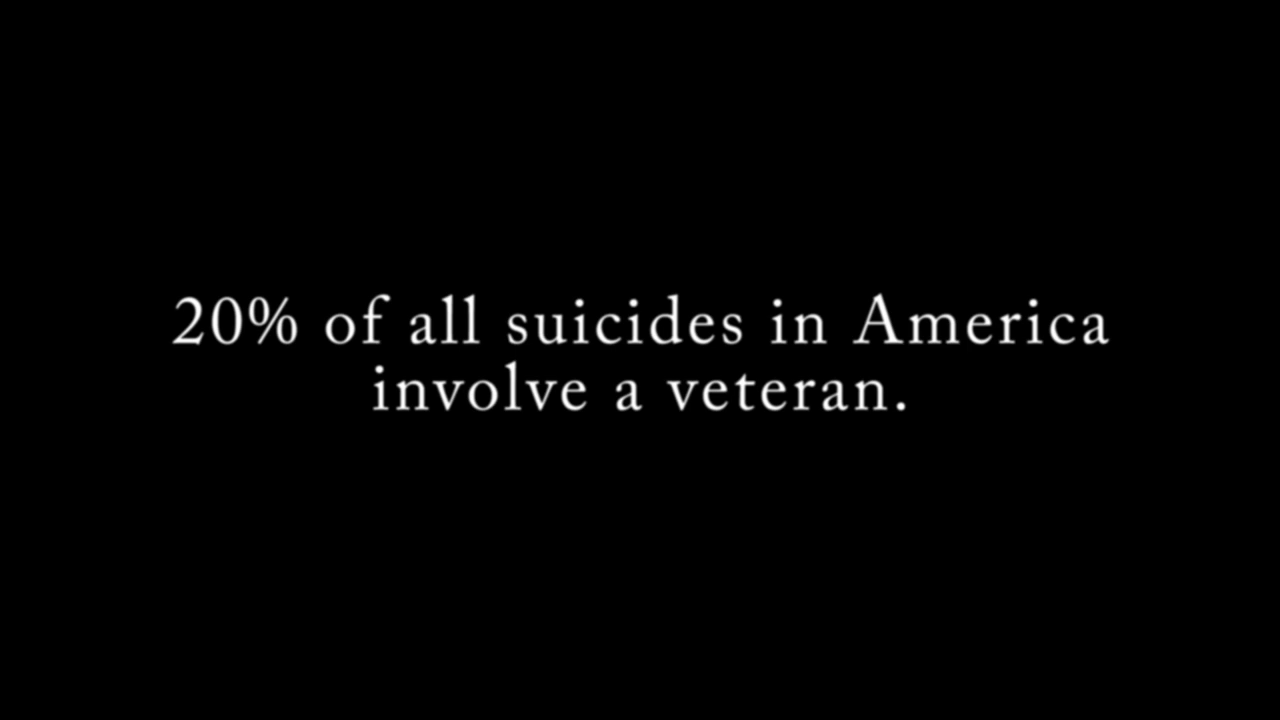 20% of all suicides in America
involve a veteran.